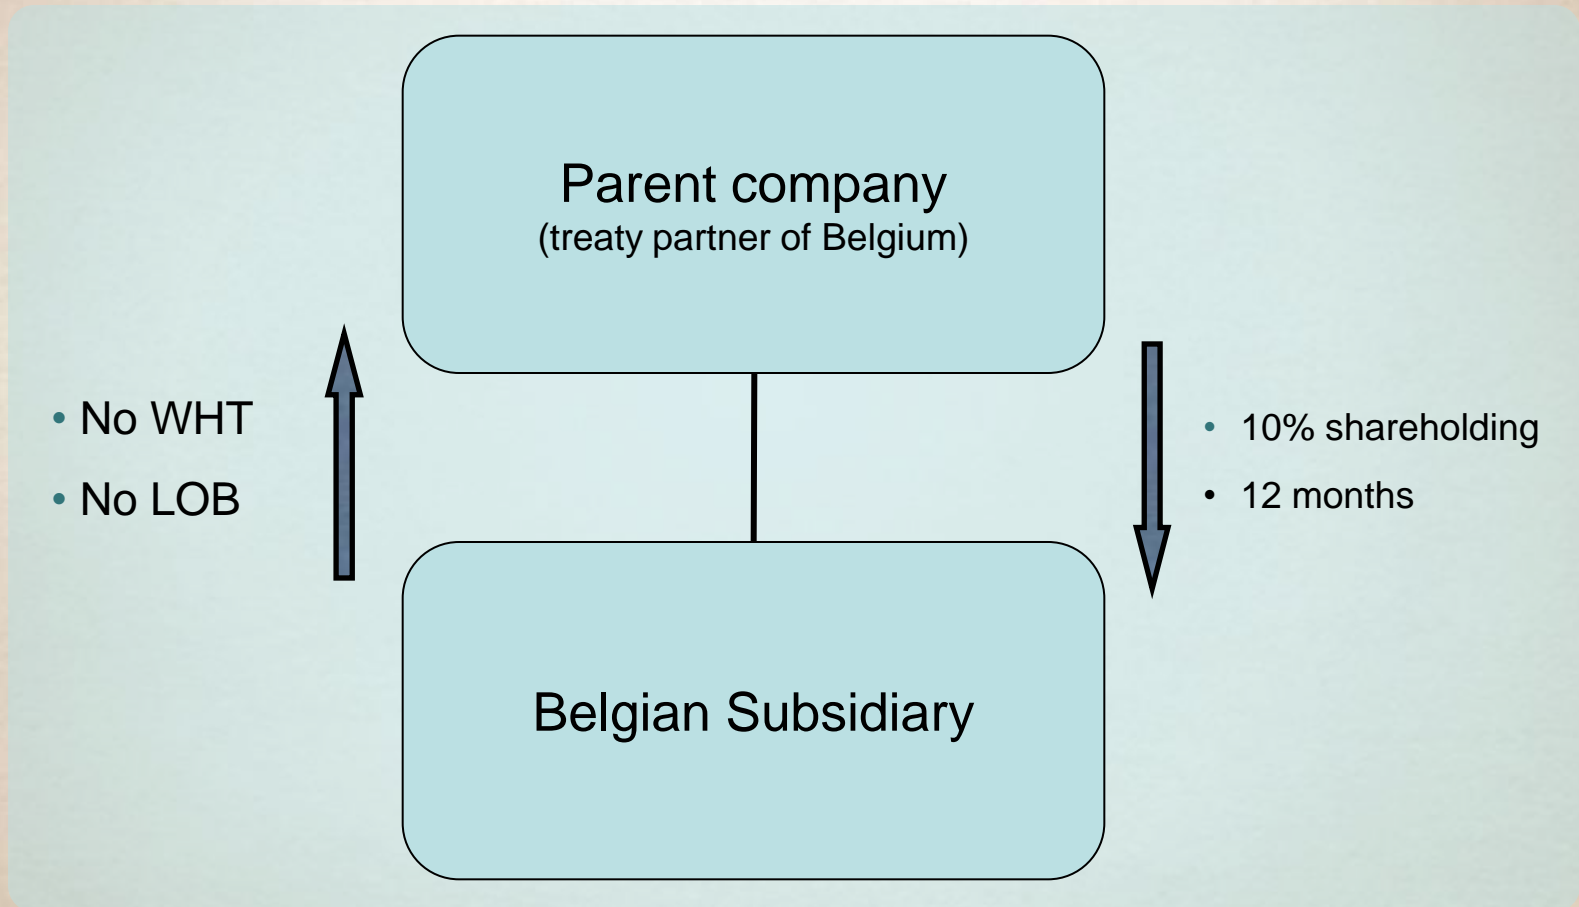 Parent company
(treaty partner of Belgium)
• No WHT
• No LOB
• 10% shareholding
• 12 months
Belgian Subsidiary